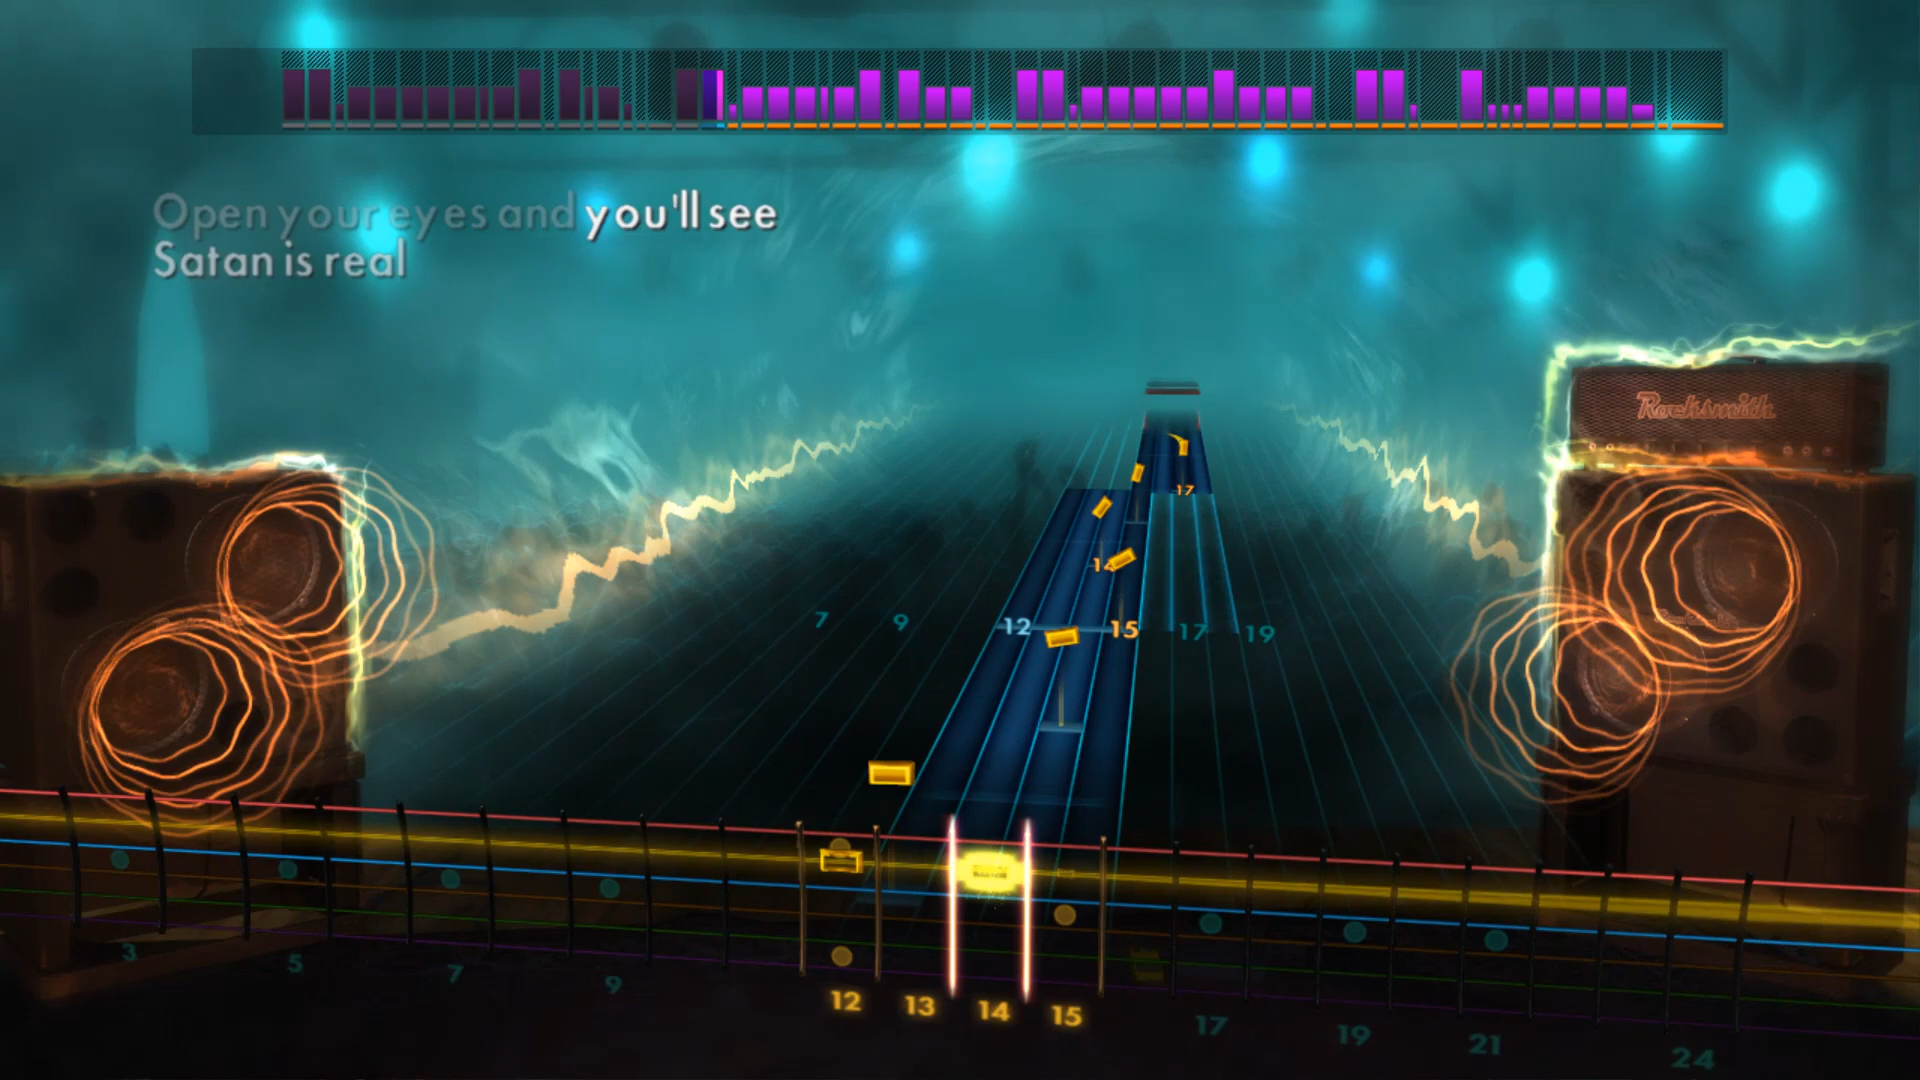 Open your eyes and you'll see
Satan is real
Rocksmith
17
14
7 9 12 15 17 19
3 5 7 9 12 13 14 15 17 19 21 24